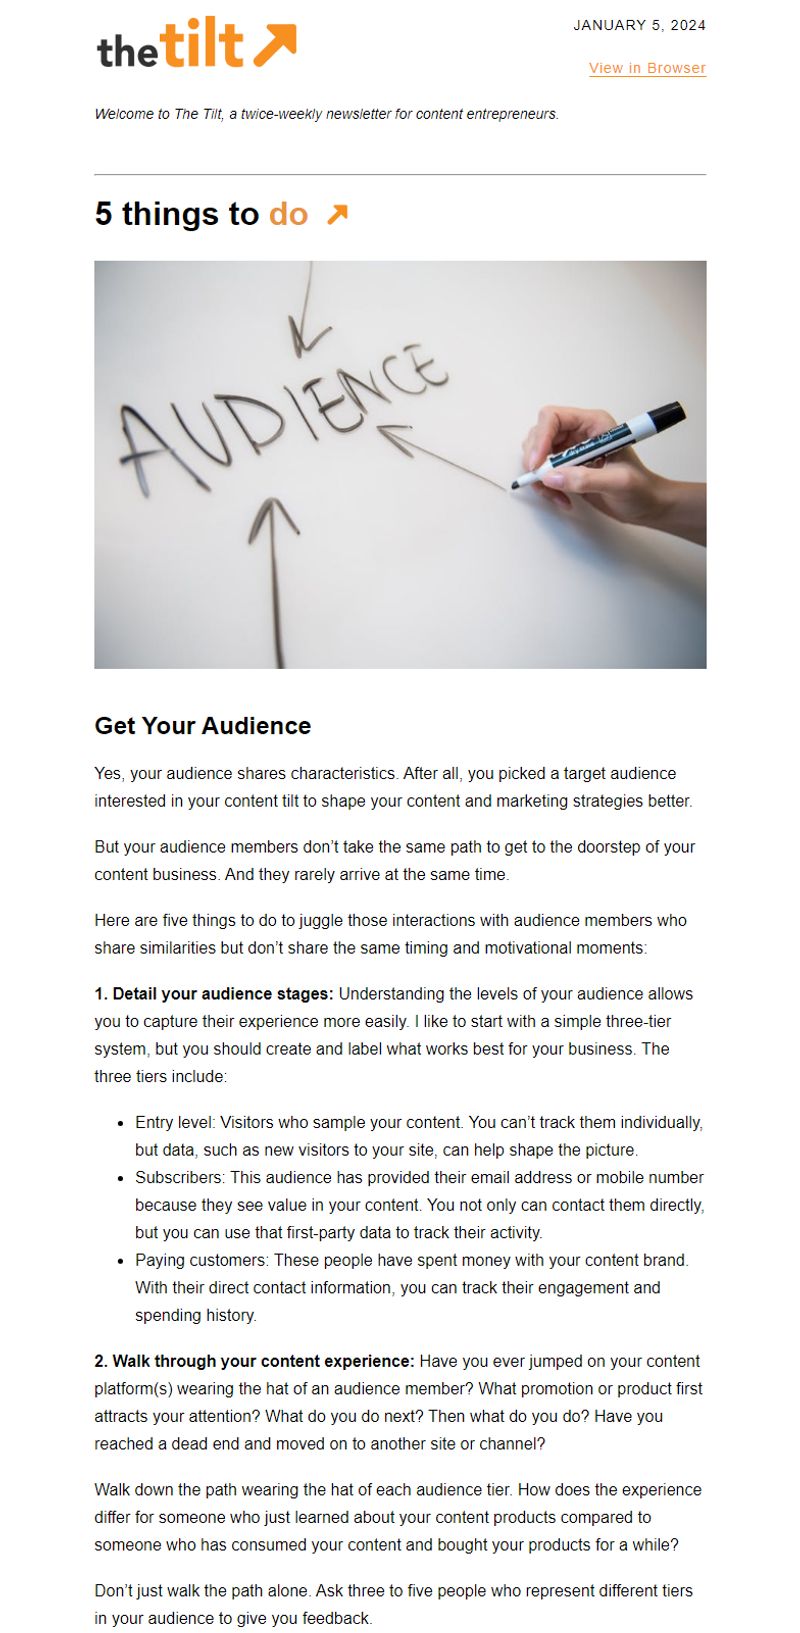 thetilt
JANUARY 5, 2024
View in Browser
Welcome to The Tilt, a twice-weekly newsletter for content entrepreneurs.
5 things to do
AUDIENCE
Get Your Audience
Yes, your audience shares characteristics. After all, you picked a target audience
interested in your content tilt to shape your content and marketing strategies better.
But your audience members don’t take the same path to get to the doorstep of your
content business. And they rarely arrive at the same time.
Here are five things to do to juggle those interactions with audience members who
share similarities but don’t share the same timing and motivational moments:
1. Detail your audience stages: Understanding the levels of your audience allows
you to capture their experience more easily. I like to start with a simple three-tier
system, but you should create and label what works best for your business. The
three tiers include:
• Entry level: Visitors who sample your content. You can’t track them individually,
but data, such as new visitors to your site, can help shape the picture.
• Subscribers: This audience has provided their email address or mobile number
because they see value in your content. You not only can contact them directly,
but you can use that first-party data to track their activity.
• Paying customers: These people have spent money with your content brand.
With their direct contact information, you can track their engagement and
spending history.
2. Walk through your content experience: Have you ever jumped on your content
platform(s) wearing the hat of an audience member? What promotion or product first
attracts your attention? What do you do next? Then what do you do? Have you
reached a dead end and moved on to another site or channel?
Walk down the path wearing the hat of each audience tier. How does the experience
differ for someone who just learned about your content products compared to
someone who has consumed your content and bought your products for a while?
Don’t just walk the path alone. Ask three to five people who represent different tiers
in your audience to give you feedback.